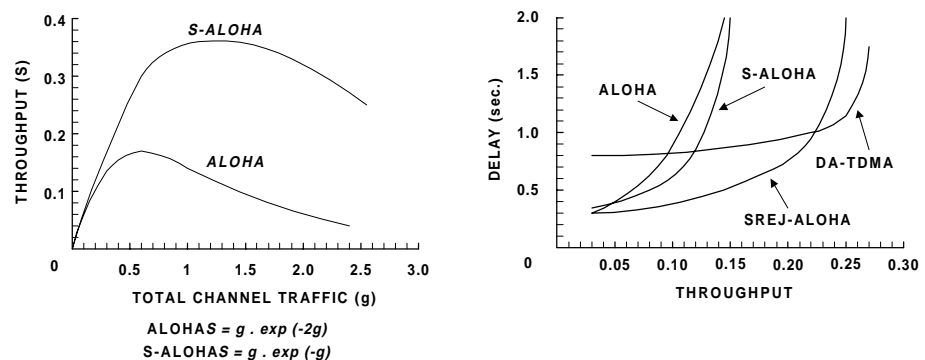 0.4
0.3
0.2
0.1
0
0.5
1
1.5
2.0
2.5
3.0
THROUGHPUT (S)
S-ALOHA
ALOHA
TOTAL CHANNEL TRAFFIC (g)
ALOHAS = g . exp (-2g)
S-ALOHAS = g . exp (-g)
2.0
1.5
1.0
0.5
0
0.05
0.10
0.15
0.20
0.25
0.30
DELAY (sec.)
ALOHA
S-ALOHA
DA-TDMA
SREJ-ALOHA
THROUGHPUT